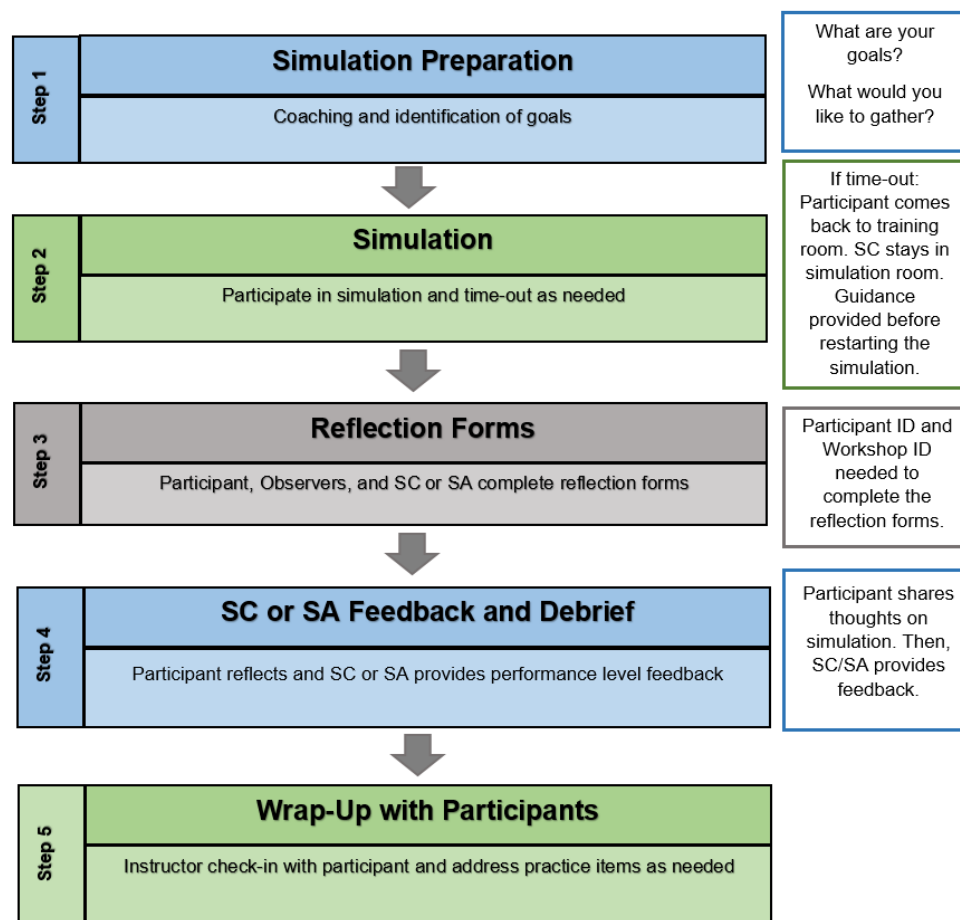 Step 1
Simulation Preparation
Coaching and identification of goals
What are your
goals?
What would you
like to gather?
Step 2
Simulation
Participate in simulation and time-out as needed
If time-out:
Participant comes
back to training
room. SC stays in
simulation room.
Guidance
provided before
restarting the
simulation.
Step 3
Reflection Forms
Participant, Observers, and SC or SA complete reflection forms
Participant ID and
Workshop ID
needed to
complete the
reflection forms.
Step 4
SC or SA Feedback and Debrief
Participant reflects and SC or SA provides performance level feedback
Participant shares
thoughts on
simulation. Then,
SC/SA provides
feedback.
Step 5
Wrap-Up with Participants
Instructor check-in with participant and address practice items as needed